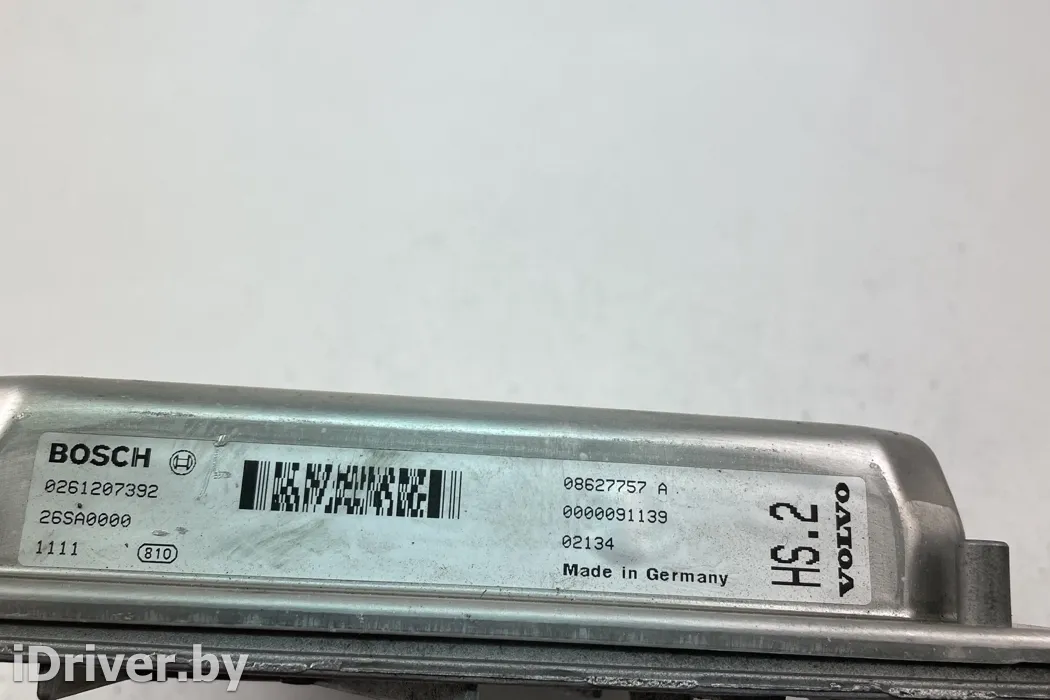 BOSCH
0261207392
26SA0000
1111 810
08627757 A
0000091139
02134
Made in Germany
HS.2
VOLVO
iDriver.by